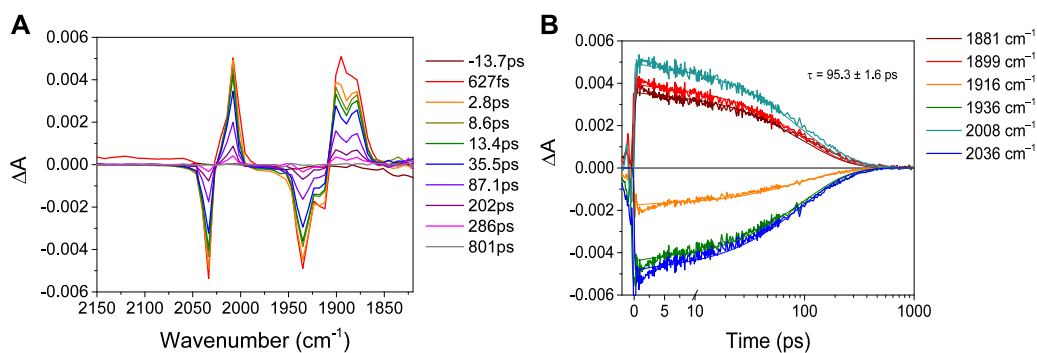 A
0.006
0.004
0.002
0.000
-0.002
-0.004
-0.006
ΔA
2150 2100 2050 2000 1950 1900 1850
Wavenumber (cm⁻¹)
-13.7ps
627fs
2.8ps
8.6ps
13.4ps
35.5ps
87.1ps
202ps
286ps
801ps
B
0.006
0.004
0.002
0.000
-0.002
-0.004
-0.006
ΔA
τ = 95.3 ± 1.6 ps
0 5 10 100 1000
Time (ps)
1881 cm⁻¹
1899 cm⁻¹
1916 cm⁻¹
1936 cm⁻¹
2008 cm⁻¹
2036 cm⁻¹